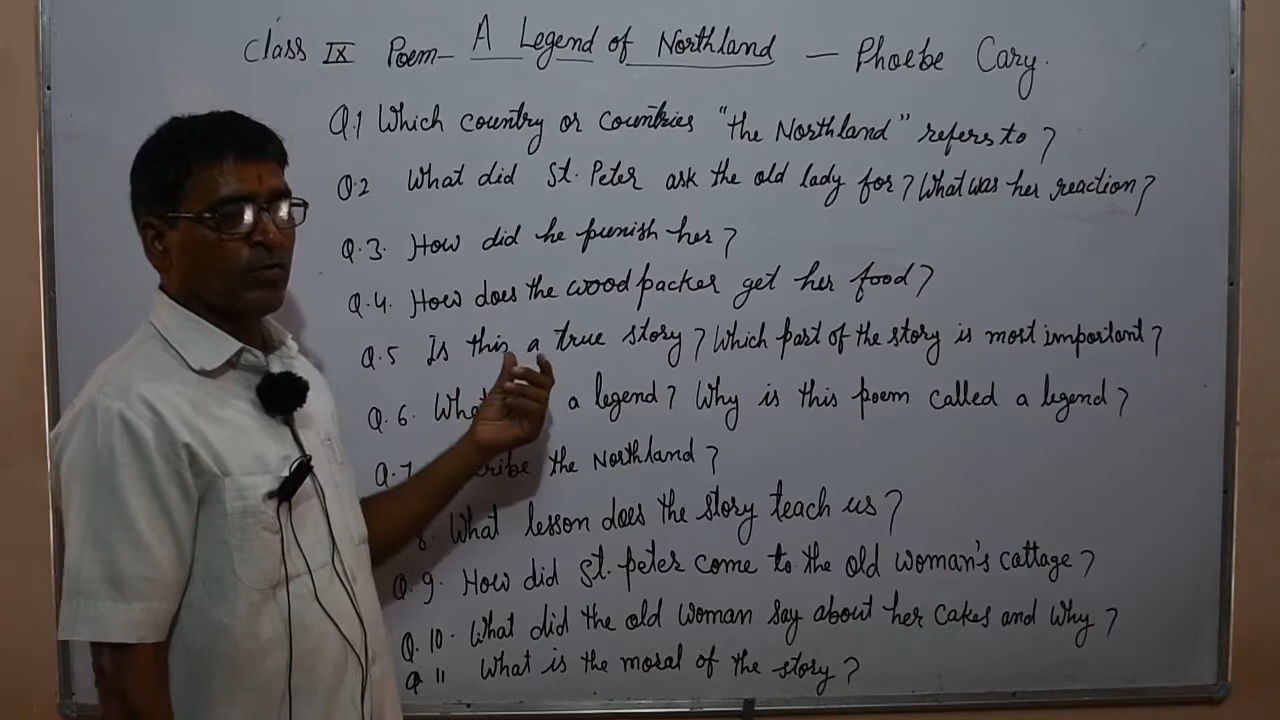 Class IX Poem- A Legend of Northland - Phoebe Cary.
Q.1 Which country or countries "the Northland" refers to?
Q.2 What did St. Peter ask the old lady for? What was her reaction?
Q.3. How did he punish her?
Q.4. How does the wood packer get her food?
Q.5 Is this a true story? Which part of the story is most important?
Q.6. a legend? Why is this poem called a legend?
Q.7 the Northland?
8. What lesson does the story teach us?
Q.9. How did St. Peter come to the old woman's cattage?
Q.10. What did the old woman say about her cakes and why?
Q 11 What is the moral of the story?